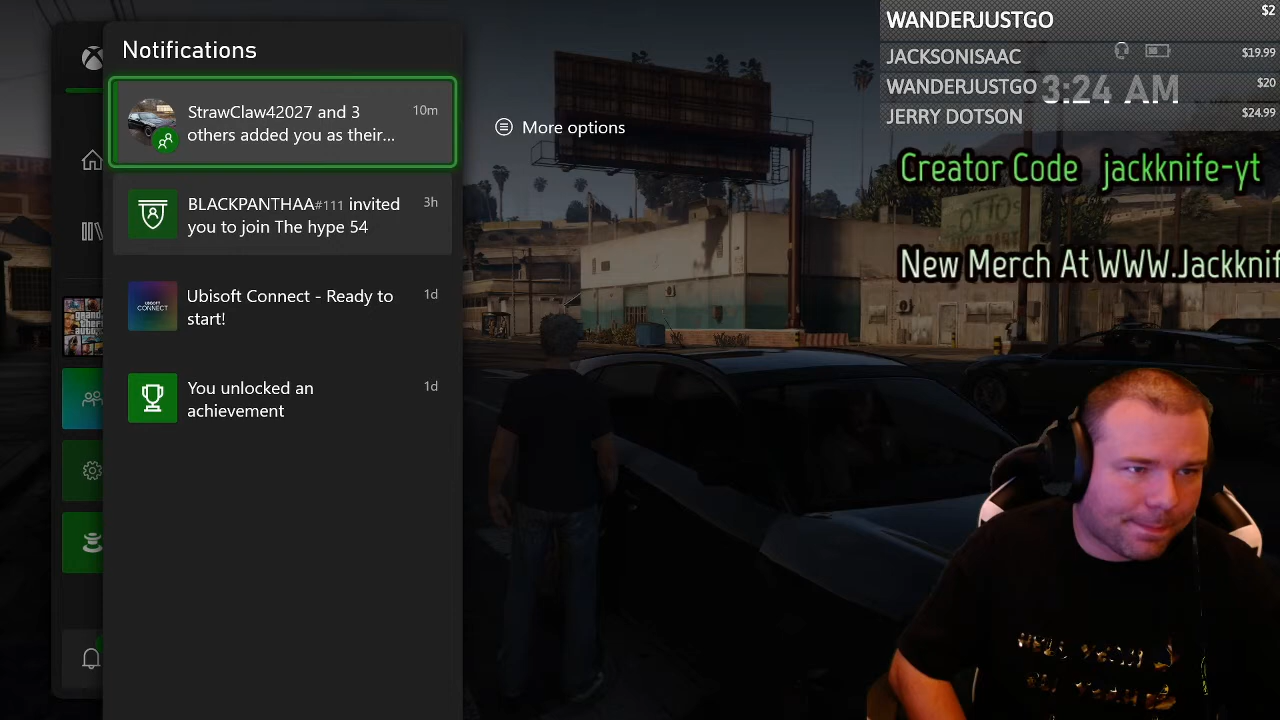 Notifications
StrawClaw42027 and 3
others added you as their...
10m
More options
BLACKPANTHAA#111 invited
you to join The hype 54
3h
Ubisoft Connect - Ready to
start!
1d
You unlocked an
achievement
1d
UBISOFT
CONNECT
WANDERJUSTGO
$2
JACKSONISAAC
$19.99
WANDERJUSTGO
$20
3:24 AM
JERRY DOTSON
$24.99
Creator Code jackknife-yt
New Merch At WWW.Jackknif